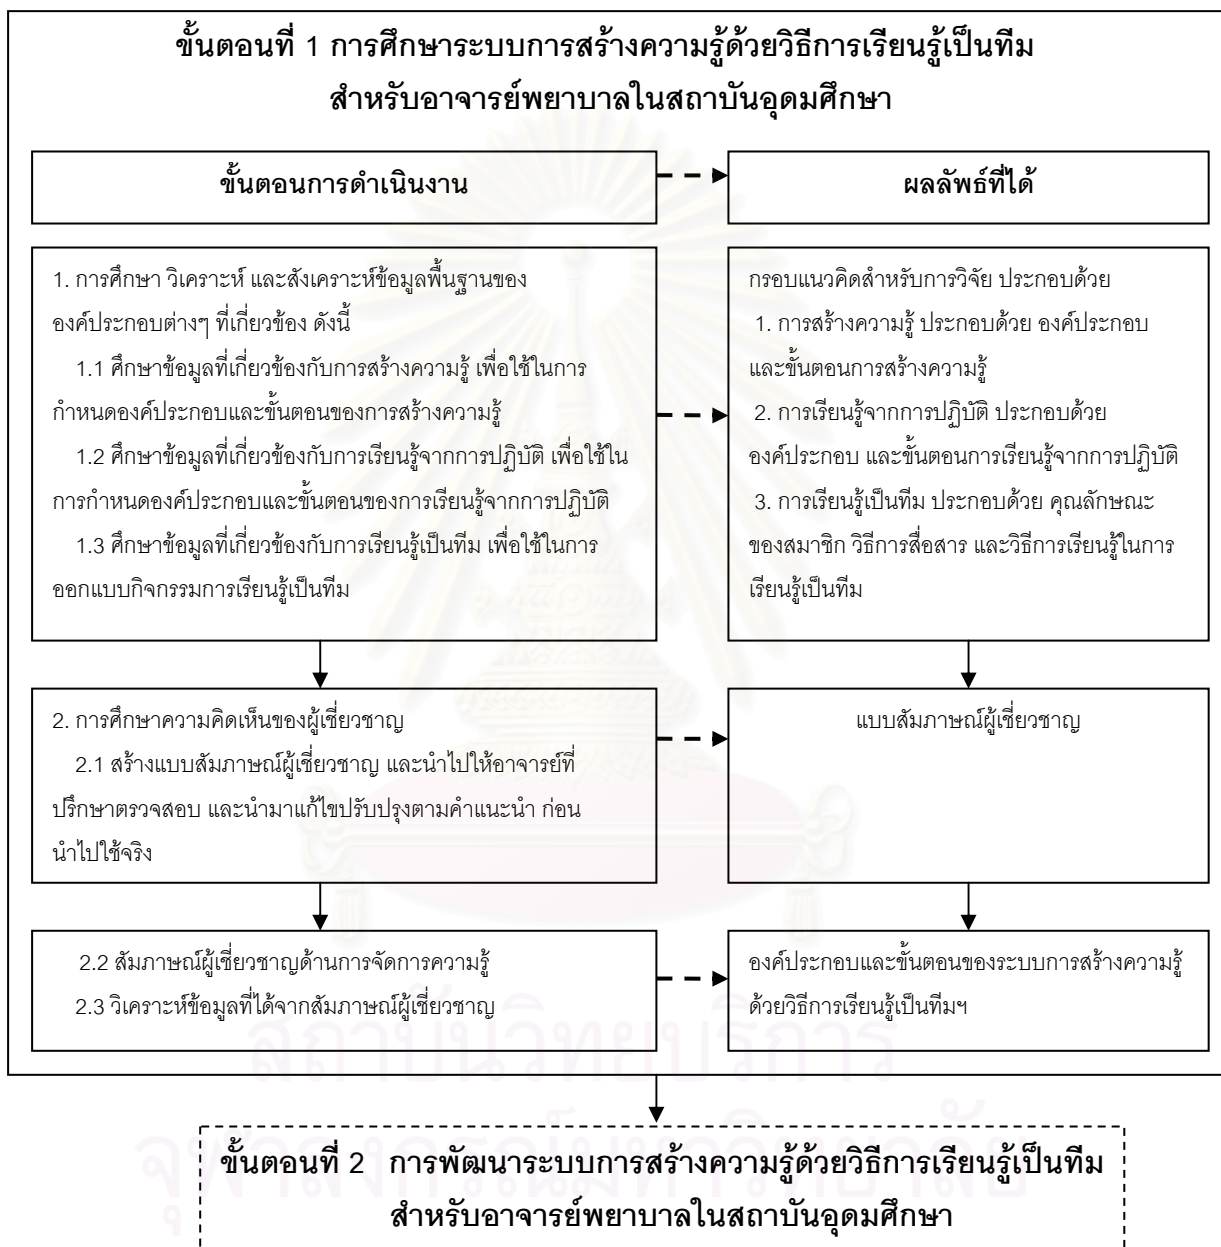 ขั้นตอนที่ 1 การศึกษาระบบการสร้างความรู้ด้วยวิธีการเรียนรู้เป็นทีม
สำหรับอาจารย์พยาบาลในสถาบันอุดมศึกษา
ขั้นตอนการดำเนินงาน
ผลลัพธ์ที่ได้
1. การศึกษา วิเคราะห์ และสังเคราะห์ข้อมูลพื้นฐานของ
องค์ประกอบต่างๆ ที่เกี่ยวข้อง ดังนี้
1.1 ศึกษาข้อมูลที่เกี่ยวข้องกับการสร้างความรู้ เพื่อใช้ในการ
กำหนดองค์ประกอบและขั้นตอนของการสร้างความรู้
1.2 ศึกษาข้อมูลที่เกี่ยวข้องกับการเรียนรู้จากการปฏิบัติ เพื่อใช้ใน
การกำหนดองค์ประกอบและขั้นตอนของการเรียนรู้จากการปฏิบัติ
1.3 ศึกษาข้อมูลที่เกี่ยวข้องกับการเรียนรู้เป็นทีม เพื่อใช้ในการ
ออกแบบกิจกรรมการเรียนรู้เป็นทีม
กรอบแนวคิดสำหรับการวิจัย ประกอบด้วย
1. การสร้างความรู้ ประกอบด้วย องค์ประกอบ
และขั้นตอนการสร้างความรู้
2. การเรียนรู้จากการปฏิบัติ ประกอบด้วย
องค์ประกอบ และขั้นตอนการเรียนรู้จากการปฏิบัติ
3. การเรียนรู้เป็นทีม ประกอบด้วย คุณลักษณะ
ของสมาชิก วิธีการสื่อสาร และวิธีการเรียนรู้ในการ
เรียนรู้เป็นทีม
2. การศึกษาความคิดเห็นของผู้เชี่ยวชาญ
2.1 สร้างแบบสัมภาษณ์ผู้เชี่ยวชาญ และนำไปให้อาจารย์ที่
ปรึกษาตรวจสอบ และนำมาแก้ไขปรับปรุงตามคำแนะนำ ก่อน
นำไปใช้จริง
แบบสัมภาษณ์ผู้เชี่ยวชาญ
2.2 สัมภาษณ์ผู้เชี่ยวชาญด้านการจัดการความรู้
2.3 วิเคราะห์ข้อมูลที่ได้จากสัมภาษณ์ผู้เชี่ยวชาญ
องค์ประกอบและขั้นตอนของระบบการสร้างความรู้
ด้วยวิธีการเรียนรู้เป็นทีมฯ
สถาบันวิทยบริการ
จุฬาลงกรณ์มหาวิทยาลัย
ขั้นตอนที่ 2 การพัฒนาระบบการสร้างความรู้ด้วยวิธีการเรียนรู้เป็นทีม
สำหรับอาจารย์พยาบาลในสถาบันอุดมศึกษา